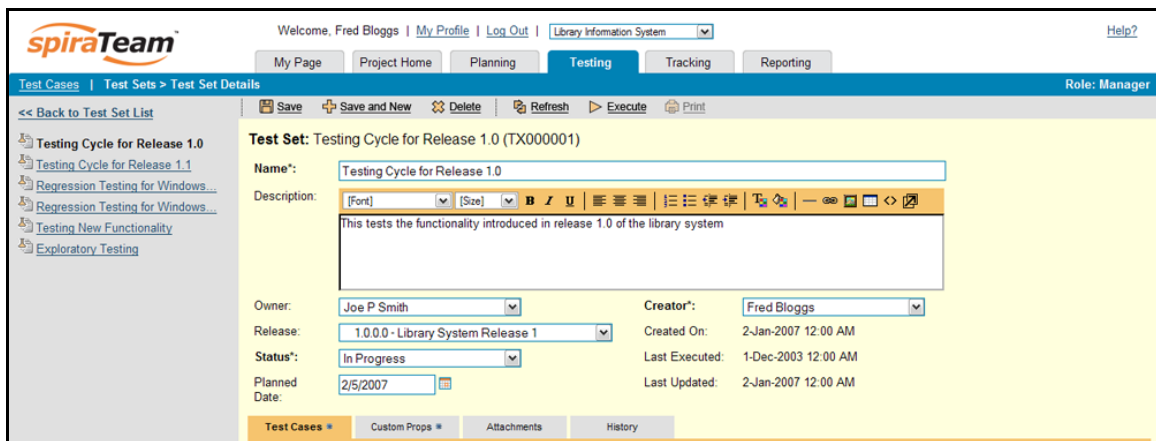 spiraTeam
Welcome, Fred Bloggs | My Profile | Log Out | Library Information System
Help?
My Page Project Home Planning Testing Tracking Reporting
Test Cases | Test Sets > Test Set Details
Role: Manager
<< Back to Test Set List
Testing Cycle for Release 1.0
Testing Cycle for Release 1.1
Regression Testing for Windows...
Regression Testing for Windows...
Testing New Functionality
Exploratory Testing
Save Save and New Delete Refresh Execute Print
Test Set: Testing Cycle for Release 1.0 (TX000001)
Name*: Testing Cycle for Release 1.0
Description: [Font] [Size] B I U
This tests the functionality introduced in release 1.0 of the library system
Owner: Joe P Smith Creator*: Fred Bloggs
Release: 1.0.0.0 - Library System Release 1 Created On: 2-Jan-2007 12:00 AM
Status*: In Progress Last Executed: 1-Dec-2003 12:00 AM
Planned Date: 2/5/2007 Last Updated: 2-Jan-2007 12:00 AM
Test Cases Custom Props Attachments History